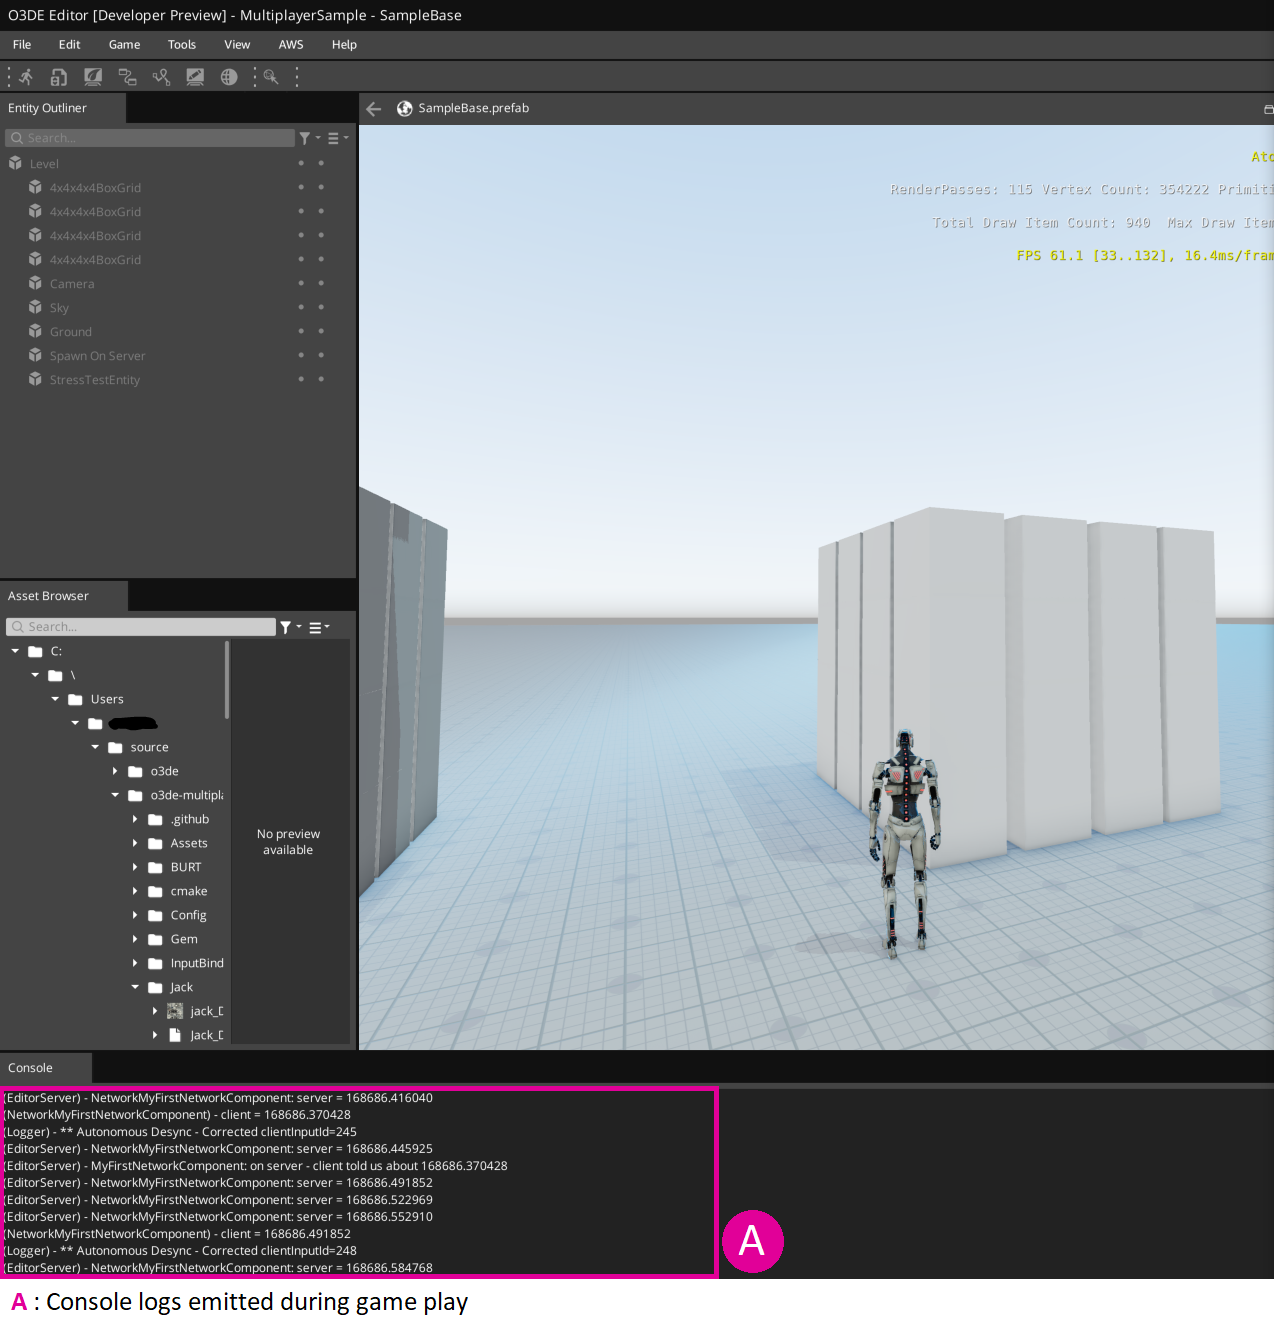 O3DE Editor [Developer Preview] - MultiplayerSample - SampleBase
File Edit Game Tools View AWS Help
Entity Outliner
SampleBase.prefab
Search...
Level
4x4x4x4BoxGrid
4x4x4x4BoxGrid
4x4x4x4BoxGrid
4x4x4x4BoxGrid
Camera
Sky
Ground
Spawn On Server
StressTestEntity
Ato
RenderPasses: 115 Vertex Count: 354222 Primiti
Total Draw Item Count: 940 Max Draw Item
FPS 61.1 [33..132], 16.4ms/fram
Asset Browser
Search...
C:
\
Users
source
o3de
o3de-multipl
.github
Assets
BURT
cmake
Config
Gem
InputBind
Jack
jack_D
Jack_D
No preview
available
Console
(EditorServer) - NetworkMyFirstNetworkComponent: server = 168686.416040
(NetworkMyFirstNetworkComponent) - client = 168686.370428
(Logger) - ** Autonomous Desync - Corrected clientInputId=245
(EditorServer) - NetworkMyFirstNetworkComponent: server = 168686.445925
(EditorServer) - MyFirstNetworkComponent: on server - client told us about 168686.370428
(EditorServer) - NetworkMyFirstNetworkComponent: server = 168686.491852
(EditorServer) - NetworkMyFirstNetworkComponent: server = 168686.522969
(EditorServer) - NetworkMyFirstNetworkComponent: server = 168686.552910
(NetworkMyFirstNetworkComponent) - client = 168686.491852
(Logger) - ** Autonomous Desync - Corrected clientInputId=248
(EditorServer) - NetworkMyFirstNetworkComponent: server = 168686.584768
A
A : Console logs emitted during game play